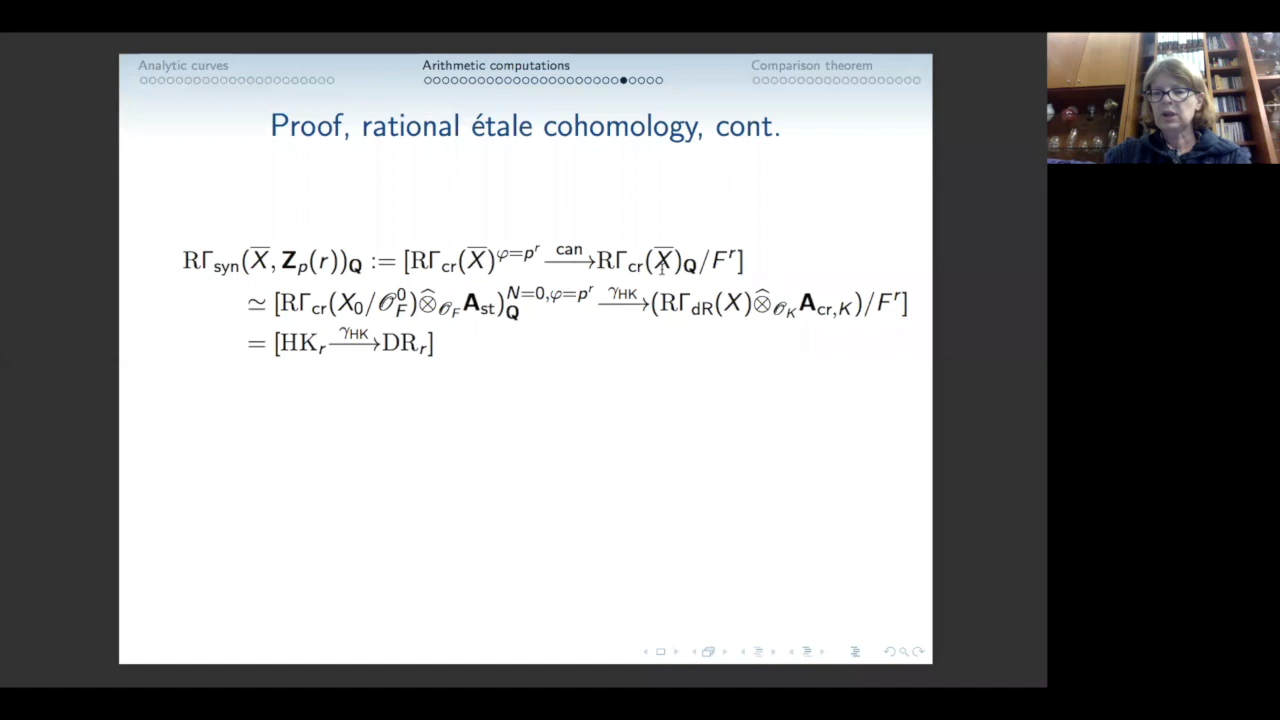 Analytic curves Arithmetic computations Comparison theorem
Proof, rational étale cohomology, cont.
RΓ_syn(X̅, Z_p(r))_Q := [RΓ_cr(X̅)^{φ=p^r} —can→ RΓ_cr(X̅)_Q/F^r]
≃ [RΓ_cr(X_0/𝒪_F^0) ⊗̂_{𝒪_F} A_st)_Q^{N=0,φ=p^r} —γ_HK→ (RΓ_dR(X) ⊗̂_{𝒪_K} A_{cr,K})/F^r]
= [HK_r —γ_HK→ DR_r]